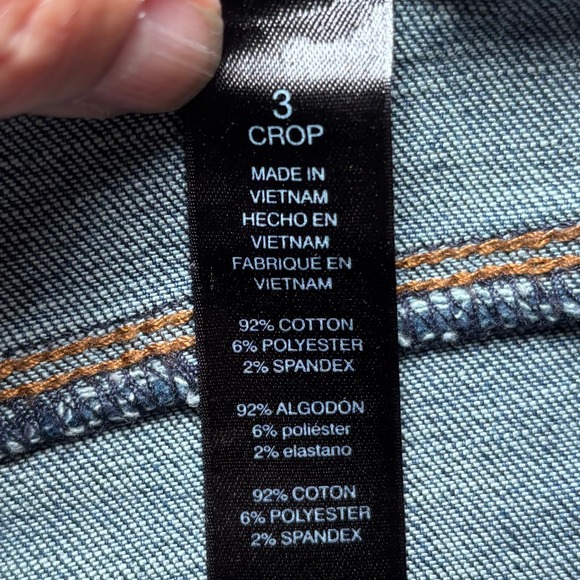 3
CROP
MADE IN
VIETNAM
HECHO EN
VIETNAM
FABRIQUÉ EN
VIETNAM
92% COTTON
6% POLYESTER
2% SPANDEX
92% ALGODÓN
6% poliéster
2% elastano
92% COTON
6% POLYESTER
2% SPANDEX